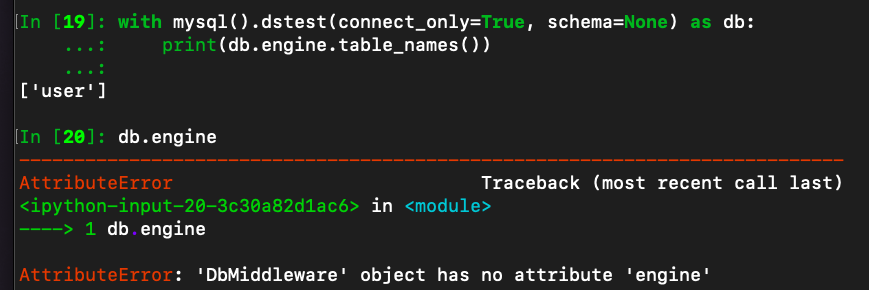 In [19]: with mysql().dstest(connect_only=True, schema=None) as db:
    ...:     print(db.engine.table_names())
    ...:
['user']
In [20]: db.engine
---------------------------------------------------------------------------
AttributeError                            Traceback (most recent call last)
<ipython-input-20-3c30a82d1ac6> in <module>
----> 1 db.engine
AttributeError: 'DbMiddleware' object has no attribute 'engine'